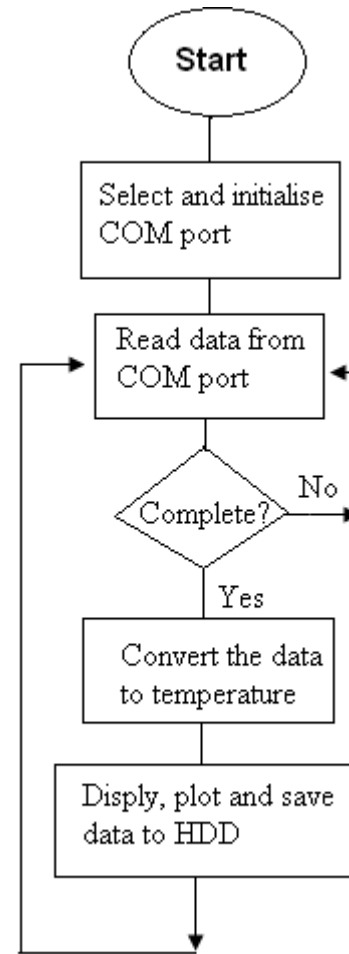 Start
Select and initialise
COM port
Read data from
COM port
Complete?
No
Yes
Convert the data
to temperature
Disply, plot and save
data to HDD